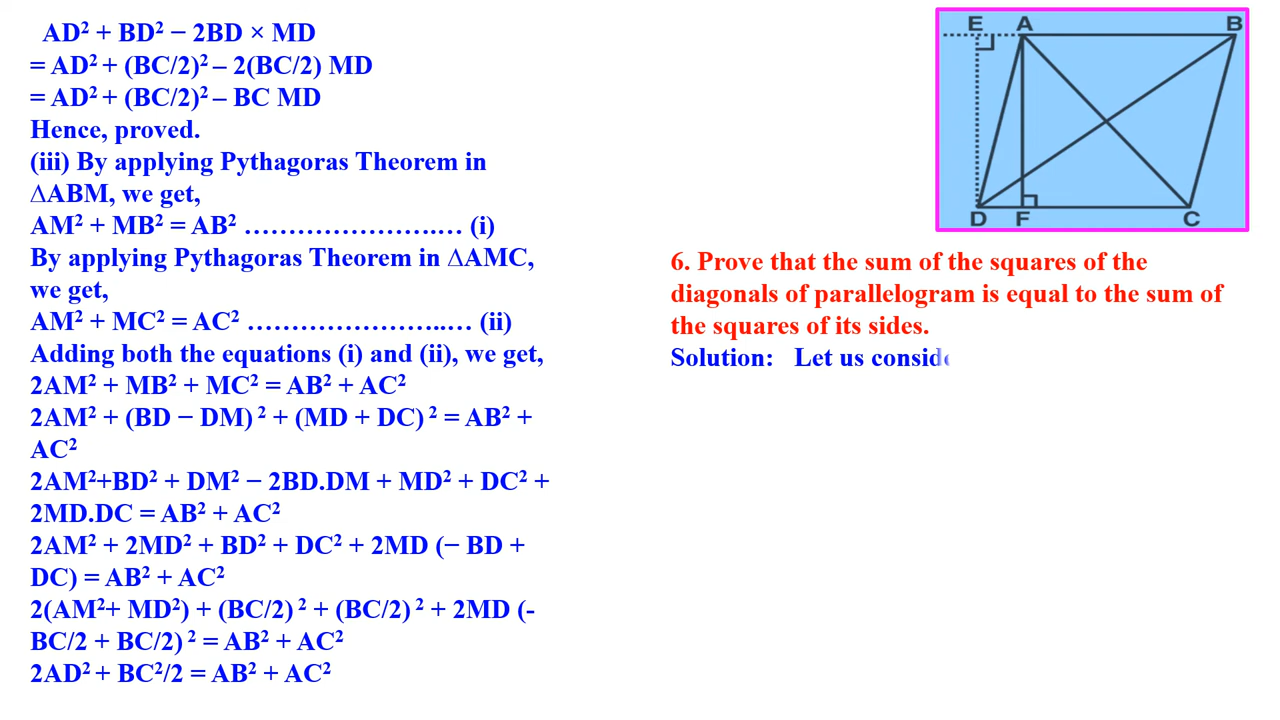 AD² + BD² − 2BD × MD
= AD² + (BC/2)² – 2(BC/2) MD
= AD² + (BC/2)² – BC MD
Hence, proved.
(iii) By applying Pythagoras Theorem in
∆ABM, we get,
AM² + MB² = AB² ……………………..… (i)
By applying Pythagoras Theorem in ∆AMC,
we get,
AM² + MC² = AC² ……………………..… (ii)
Adding both the equations (i) and (ii), we get,
2AM² + MB² + MC² = AB² + AC²
2AM² + (BD − DM) ² + (MD + DC) ² = AB² +
AC²
2AM²+BD² + DM² − 2BD.DM + MD² + DC² +
2MD.DC = AB² + AC²
2AM² + 2MD² + BD² + DC² + 2MD (− BD +
DC) = AB² + AC²
2(AM²+ MD²) + (BC/2) ² + (BC/2) ² + 2MD (-
BC/2 + BC/2) ² = AB² + AC²
2AD² + BC²/2 = AB² + AC²
E A B
D F C
6. Prove that the sum of the squares of the
diagonals of parallelogram is equal to the sum of
the squares of its sides.
Solution: Let us